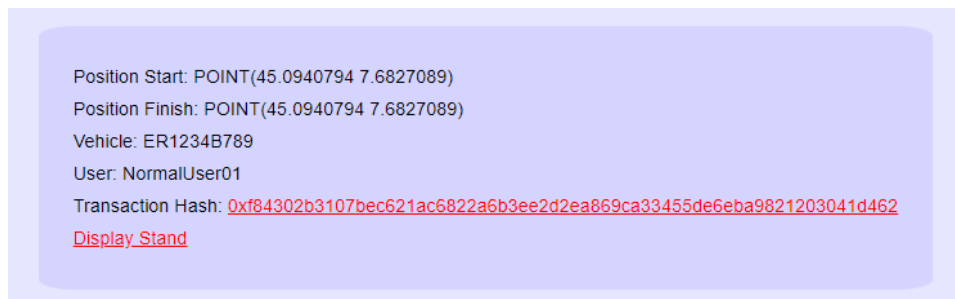 Position Start: POINT(45.0940794 7.6827089)
Position Finish: POINT(45.0940794 7.6827089)
Vehicle: ER1234B789
User: NormalUser01
Transaction Hash: 0xf84302b3107bec621ac6822a6b3ee2d2ea869ca33455de6eba9821203041d462
Display Stand